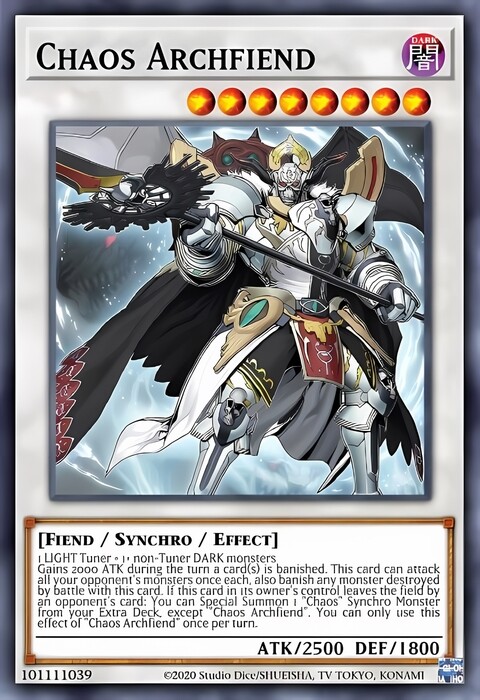 CHAOS ARCHFIEND
DARK
闇
[FIEND / SYNCHRO / EFFECT]
1 LIGHT Tuner + 1+ non-Tuner DARK monsters
Gains 2000 ATK during the turn a card(s) is banished. This card can attack
all your opponent's monsters once each, also banish any monster destroyed
by battle with this card. If this card in its owner's control leaves the field by
an opponent's card: You can Special Summon 1 "Chaos" Synchro Monster
from your Extra Deck, except "Chaos Archfiend". You can only use this
effect of "Chaos Archfiend" once per turn.
ATK/2500 DEF/1800
101111039 ©2020 Studio Dice/SHUEISHA, TV TOKYO, KONAMI